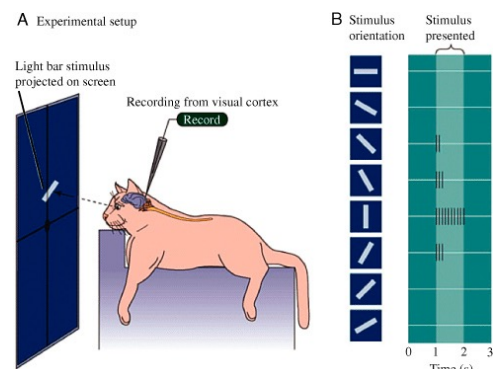 A Experimental setup
Light bar stimulus
projected on screen
Recording from visual cortex
Record
B Stimulus
orientation
Stimulus
presented
0 1 2 3
Time (s)